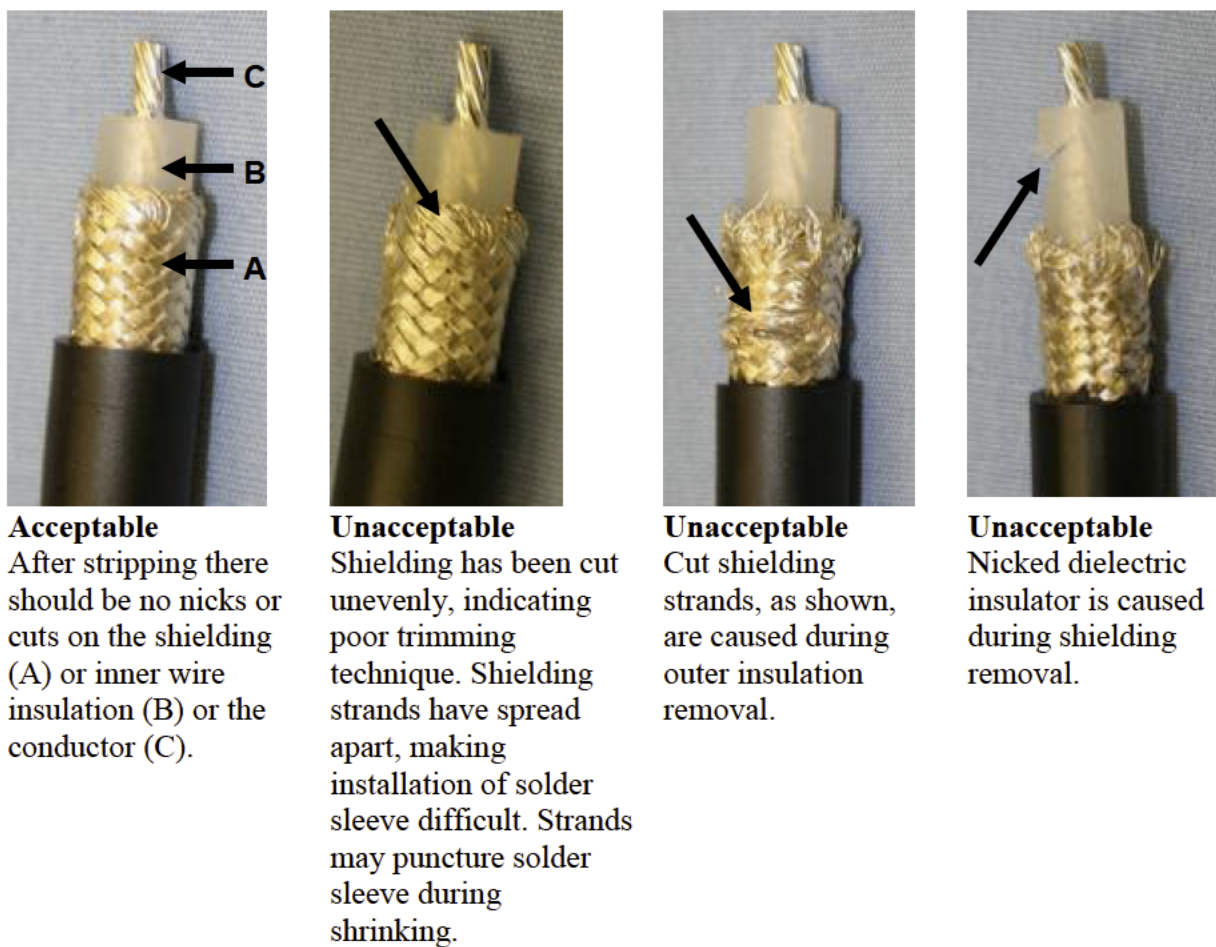 C
B
A
Acceptable
After stripping there
should be no nicks or
cuts on the shielding
(A) or inner wire
insulation (B) or the
conductor (C).
Unacceptable
Shielding has been cut
unevenly, indicating
poor trimming
technique. Shielding
strands have spread
apart, making
installation of solder
sleeve difficult. Strands
may puncture solder
sleeve during
shrinking.
Unacceptable
Cut shielding
strands, as shown,
are caused during
outer insulation
removal.
Unacceptable
Nicked dielectric
insulator is caused
during shielding
removal.